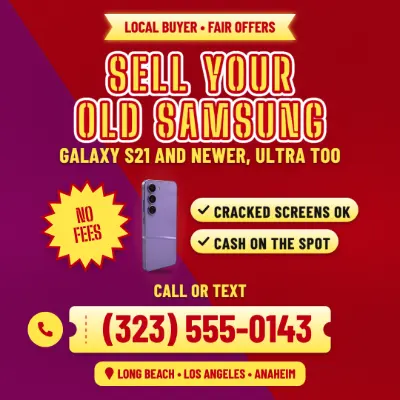 LOCAL BUYER • FAIR OFFERS
SELL YOUR
OLD SAMSUNG
GALAXY S21 AND NEWER, ULTRA TOO
NO
FEES
CRACKED SCREENS OK
CASH ON THE SPOT
CALL OR TEXT
(323) 555-0143
LONG BEACH • LOS ANGELES • ANAHEIM